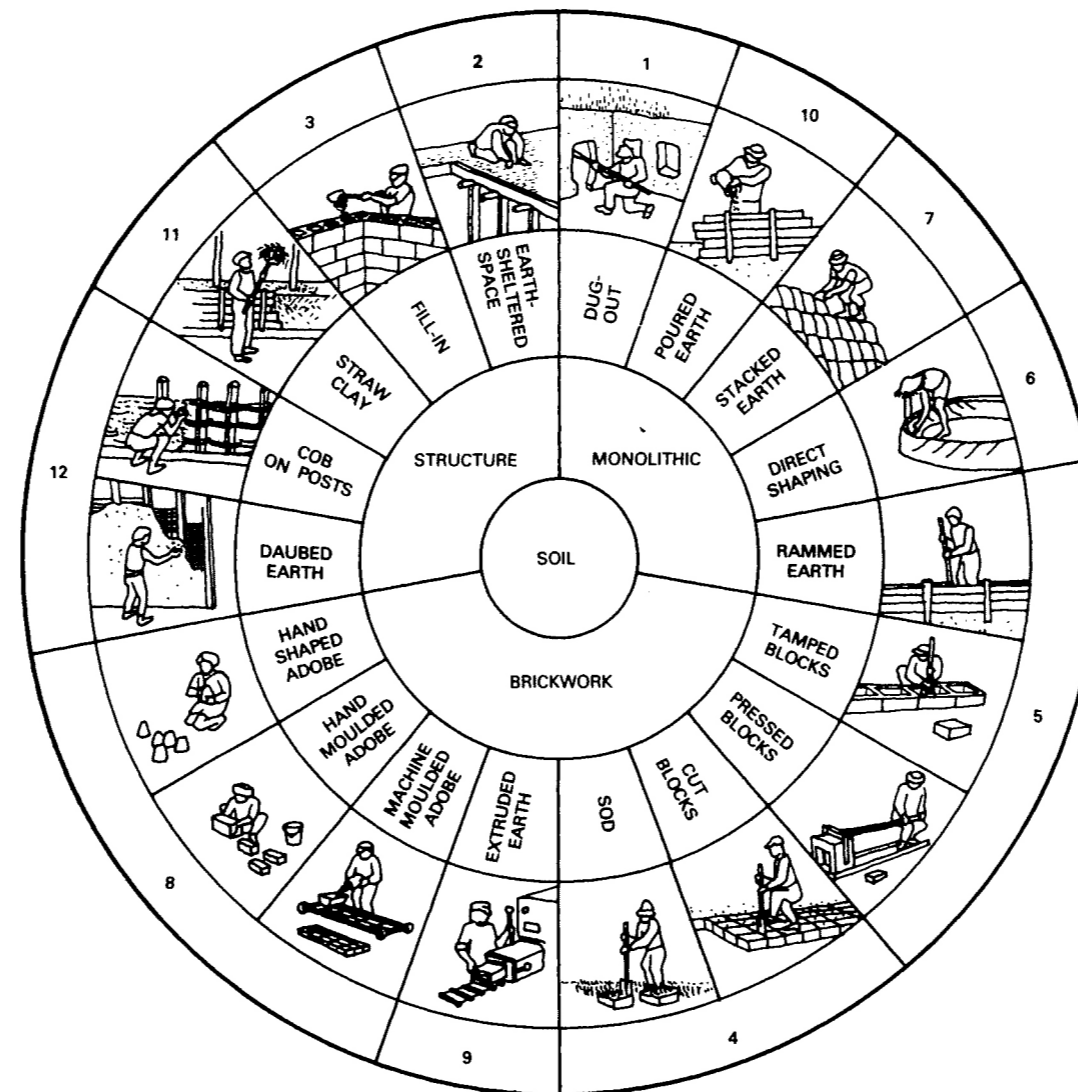 1
10
7
6
5
4
9
8
12
11
3
2
DUG-
OUT
POURED
EARTH
STACKED
EARTH
DIRECT
SHAPING
RAMMED
EARTH
TAMPED
BLOCKS
PRESSED
BLOCKS
CUT
BLOCKS
SOD
EXTRUDED
EARTH
MACHINE
MOULDED
ADOBE
HAND
MOULDED
ADOBE
HAND
SHAPED
ADOBE
DAUBED
EARTH
COB
ON POSTS
STRAW
CLAY
FILL-IN
EARTH-
SHELTERED
SPACE
STRUCTURE
MONOLITHIC
BRICKWORK
SOIL